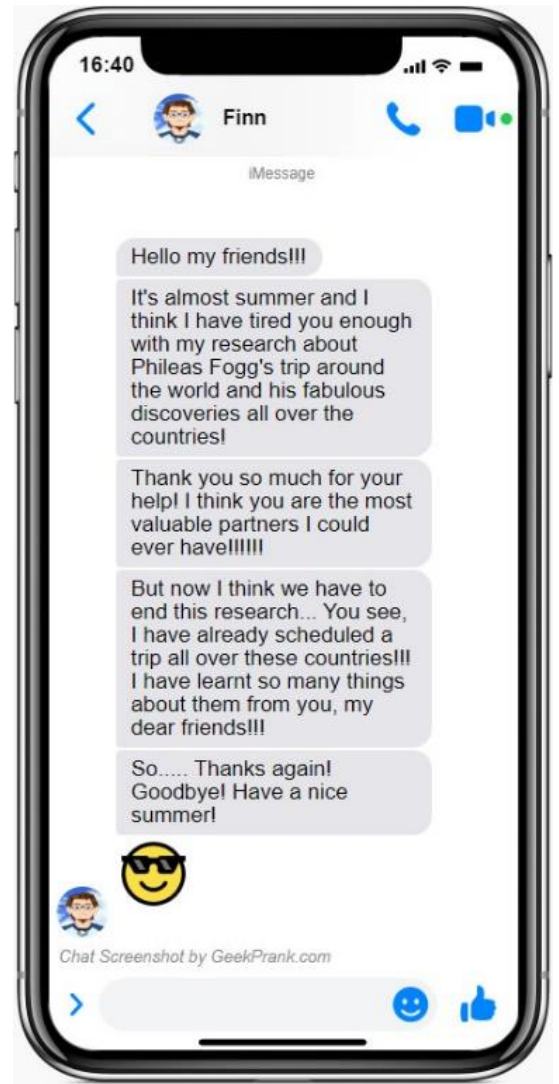 16:40
Finn
iMessage
Hello my friends!!!
It's almost summer and I
think I have tired you enough
with my research about
Phileas Fogg's trip around
the world and his fabulous
discoveries all over the
countries!
Thank you so much for your
help! I think you are the most
valuable partners I could
ever have!!!!!!
But now I think we have to
end this research... You see,
I have already scheduled a
trip all over these countries!!!
I have learnt so many things
about them from you, my
dear friends!!!
So..... Thanks again!
Goodbye! Have a nice
summer!
Chat Screenshot by GeekPrank.com